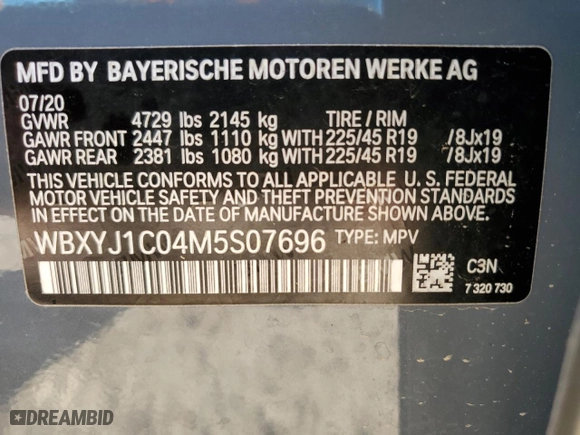 MFD BY BAYERISCHE MOTOREN WERKE AG
07/20
GVWR 4729 lbs 2145 kg TIRE / RIM
GAWR FRONT 2447 lbs 1110 kg WITH 225/45 R19 /8Jx19
GAWR REAR 2381 lbs 1080 kg WITH 225/45 R19 /8Jx19
THIS VEHICLE CONFORMS TO ALL APPLICABLE U. S. FEDERAL
MOTOR VEHICLE SAFETY AND THEFT PREVENTION STANDARDS
IN EFFECT ON THE DATE OF MANUFACTURE SHOWN ABOVE.
WBXYJ1C04M5S07696 TYPE: MPV
C3N
7 320 730
DREAMBID